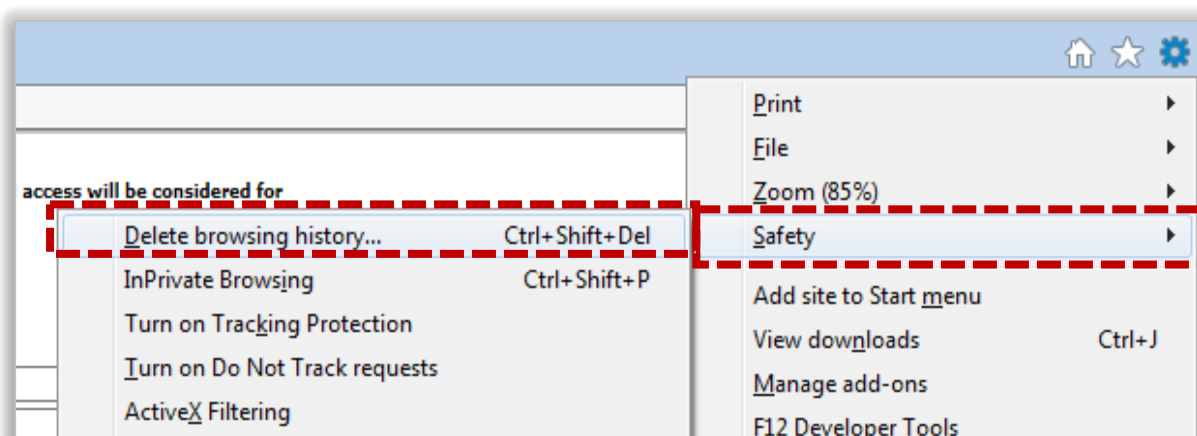 Print
File
access will be considered for
Zoom (85%)
Delete browsing history... Ctrl+Shift+Del
Safety
InPrivate Browsing Ctrl+Shift+P
Add site to Start menu
Turn on Tracking Protection
View downloads Ctrl+J
Turn on Do Not Track requests
Manage add-ons
ActiveX Filtering
F12 Developer Tools